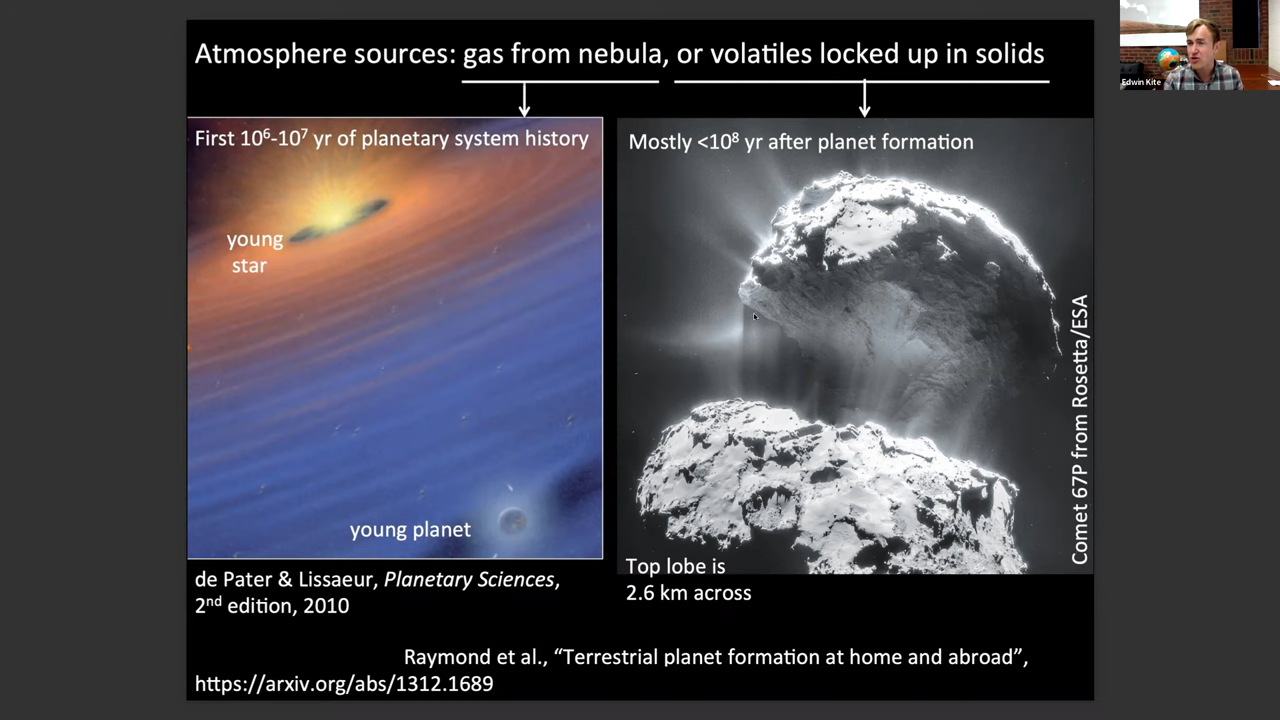 Atmosphere sources: gas from nebula, or volatiles locked up in solids
First 10⁶-10⁷ yr of planetary system history
young
star
young planet
de Pater & Lissaeur, Planetary Sciences,
2nd edition, 2010
Mostly <10⁸ yr after planet formation
Comet 67P from Rosetta/ESA
Top lobe is
2.6 km across
Raymond et al., “Terrestrial planet formation at home and abroad”,
https://arxiv.org/abs/1312.1689
Edwin Kite